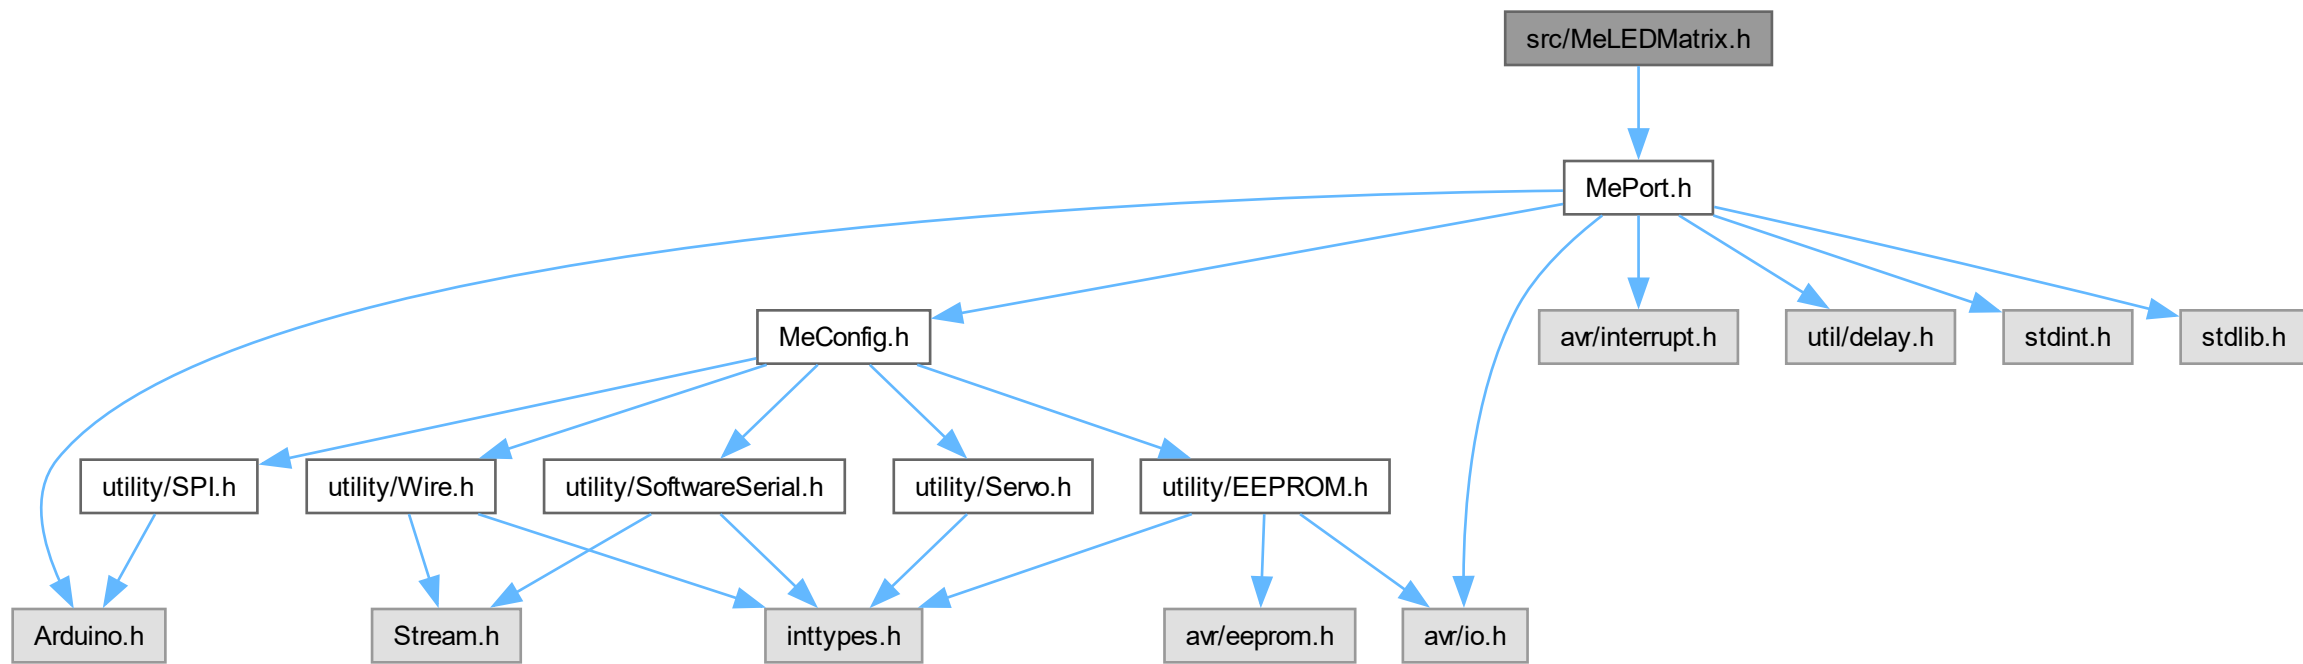 src/MeLEDMatrix.h
MePort.h
MeConfig.h
avr/interrupt.h
util/delay.h
stdint.h
stdlib.h
utility/SPI.h
utility/Wire.h
utility/SoftwareSerial.h
utility/Servo.h
utility/EEPROM.h
Arduino.h
Stream.h
inttypes.h
avr/eeprom.h
avr/io.h